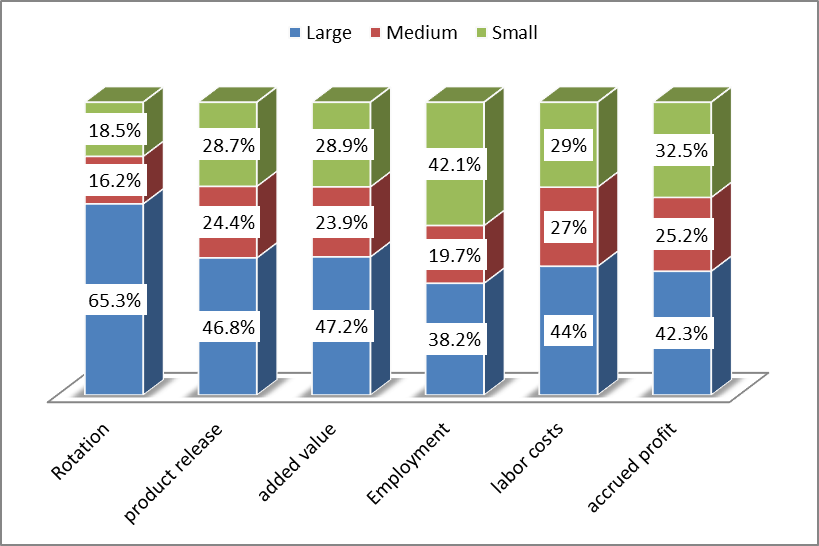 Large Medium Small
18.5% 28.7% 28.9% 42.1% 29% 32.5%
16.2% 24.4% 23.9% 19.7% 27% 25.2%
65.3% 46.8% 47.2% 38.2% 44% 42.3%
Rotation product release added value Employment labor costs accrued profit